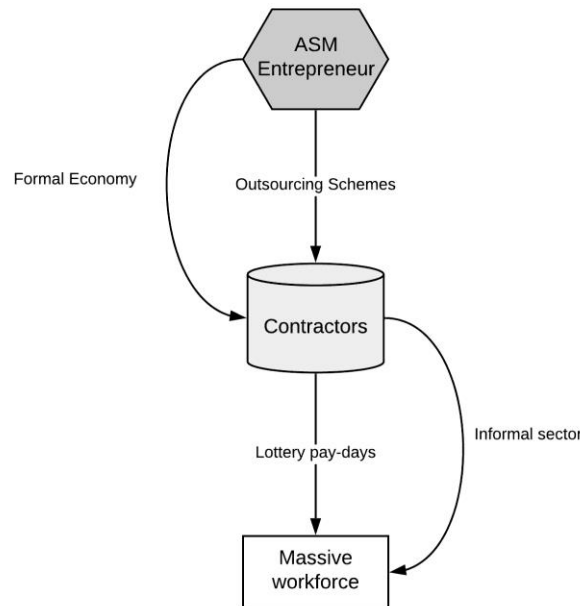 ASM
Entrepreneur
Formal Economy
Outsourcing Schemes
Contractors
Lottery pay-days
Informal sector
Massive
workforce